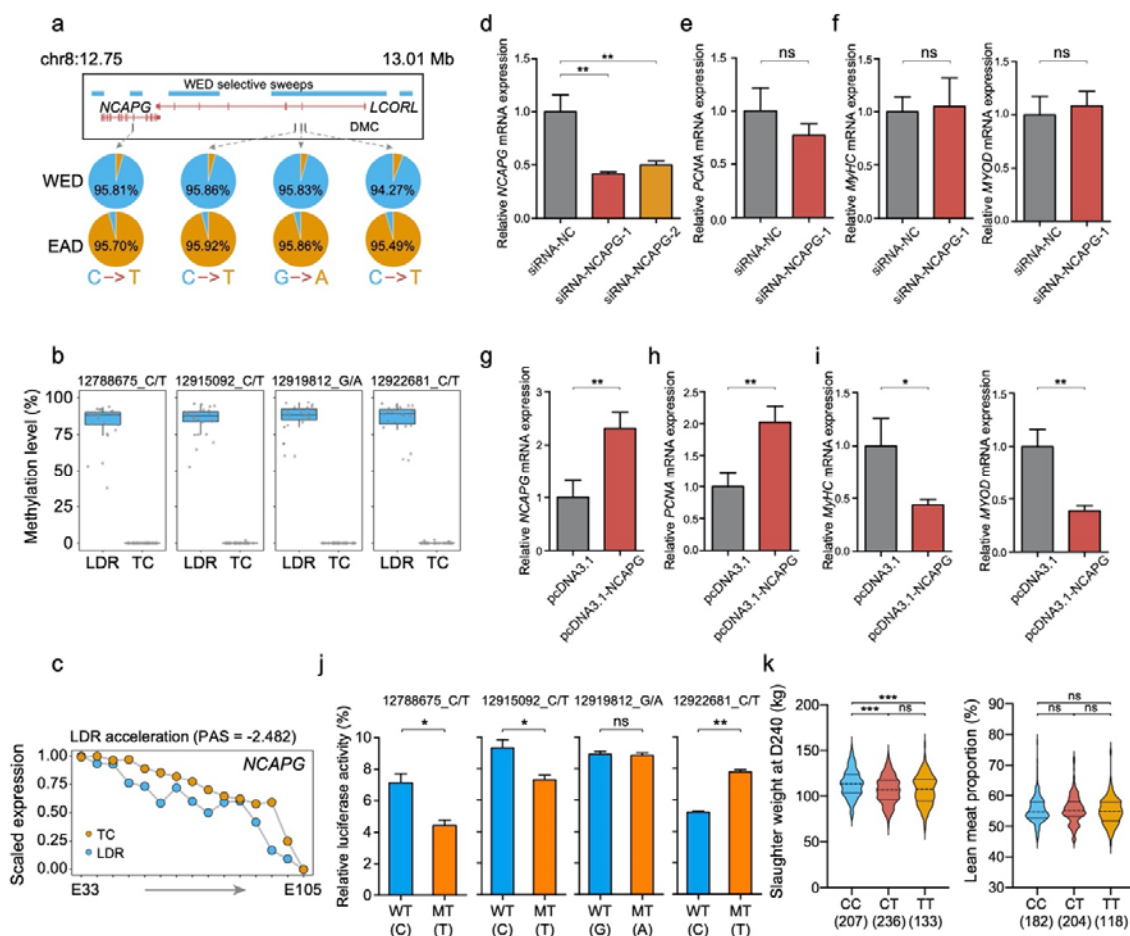 a
chr8:12.75
13.01 Mb
WED selective sweeps
NCAPG
LCORL
DMC
WED
95.81%
95.86%
95.83%
94.27%
EAD
95.70%
95.92%
95.86%
95.49%
C->T
C->T
G->A
C->T
d
Relative NCAPG mRNA expression
1.5
1.0
0.5
0.0
**
**
siRNA-NC
siRNA-NCAPG-1
siRNA-NCAPG-2
e
Relative PCNA mRNA expression
1.5
1.0
0.5
0.0
ns
siRNA-NC
siRNA-NCAPG-1
f
Relative MyHC mRNA expression
1.5
1.0
0.5
0.0
ns
siRNA-NC
siRNA-NCAPG-1
Relative MYOD mRNA expression
1.5
1.0
0.5
0.0
ns
siRNA-NC
siRNA-NCAPG-1
b
12788675_C/T
12915092_C/T
12919812_G/A
12922681_C/T
Methylation level (%)
100
75
50
25
0
LDR TC
LDR TC
LDR TC
LDR TC
g
Relative NCAPG mRNA expression
3
2
1
0
**
pcDNA3.1
pcDNA3.1-NCAPG
h
Relative PCNA mRNA expression
2.5
2.0
1.5
1.0
0.5
0.0
**
pcDNA3.1
pcDNA3.1-NCAPG
i
Relative MyHC mRNA expression
1.5
1.0
0.5
0.0
*
pcDNA3.1
pcDNA3.1-NCAPG
Relative MYOD mRNA expression
1.5
1.0
0.5
0.0
**
pcDNA3.1
pcDNA3.1-NCAPG
c
LDR acceleration (PAS = -2.482)
NCAPG
Scaled expression
1.00
0.75
0.50
0.25
0.00
TC
LDR
E33
E105
j
12788675_C/T
12915092_C/T
12919812_G/A
12922681_C/T
Relative luciferase activity (%)
10
8
6
4
2
0
*
*
ns
**
WT MT
(C) (T)
WT MT
(C) (T)
WT MT
(G) (A)
WT MT
(C) (T)
k
Slaughter weight at D240 (kg)
200
150
100
50
0
***
***
ns
CC CT TT
(207) (236) (133)
Lean meat proportion (%)
90
80
70
60
50
40
30
ns
ns
ns
CC CT TT
(182) (204) (118)